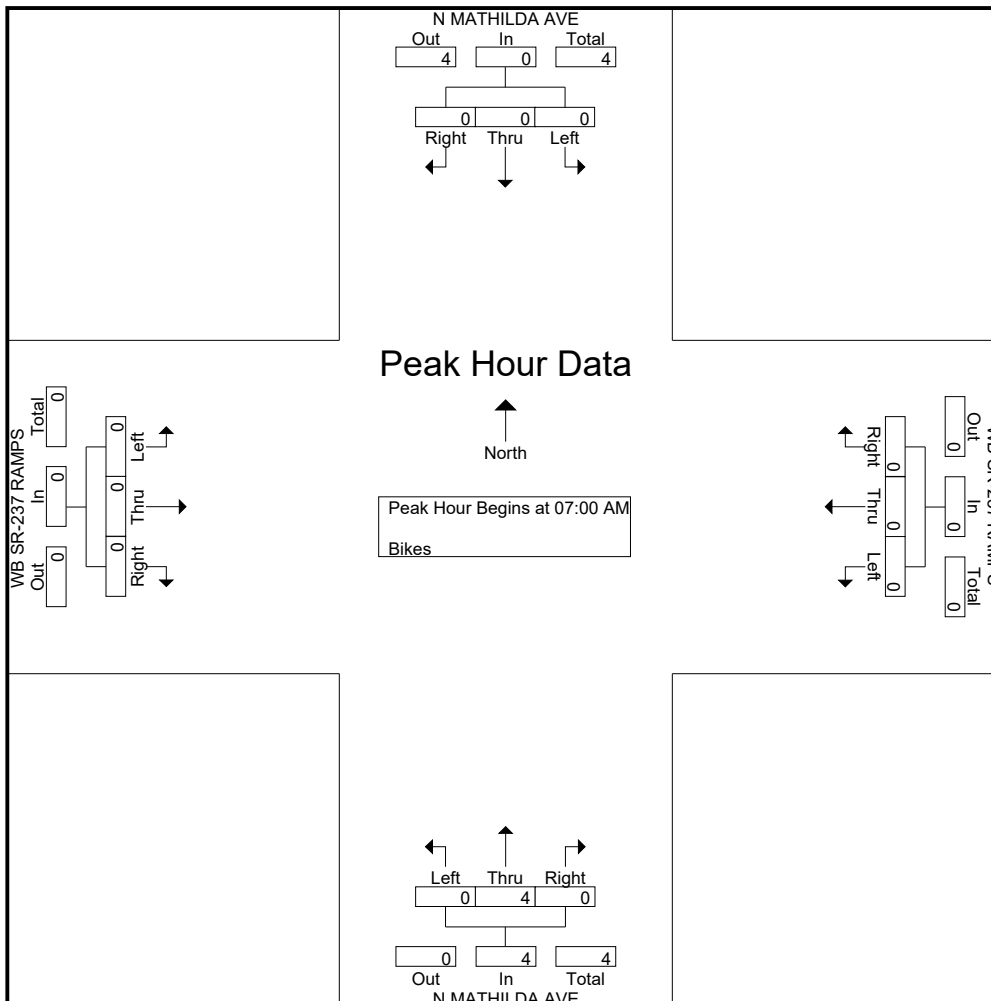 N MATHILDA AVE
Out In Total
4 0 4
0 0 0
Right Thru Left
Peak Hour Data
North
Peak Hour Begins at 07:00 AM
Bikes
WB SR-237 RAMPS
Out In Total
0 0 0
Left Thru Right
0 0 0
Out In Total
0 0 0
Right Thru Left
0 0 0
Left Thru Right
0 4 0
0 4 4
Out In Total
N MATHILDA AVE